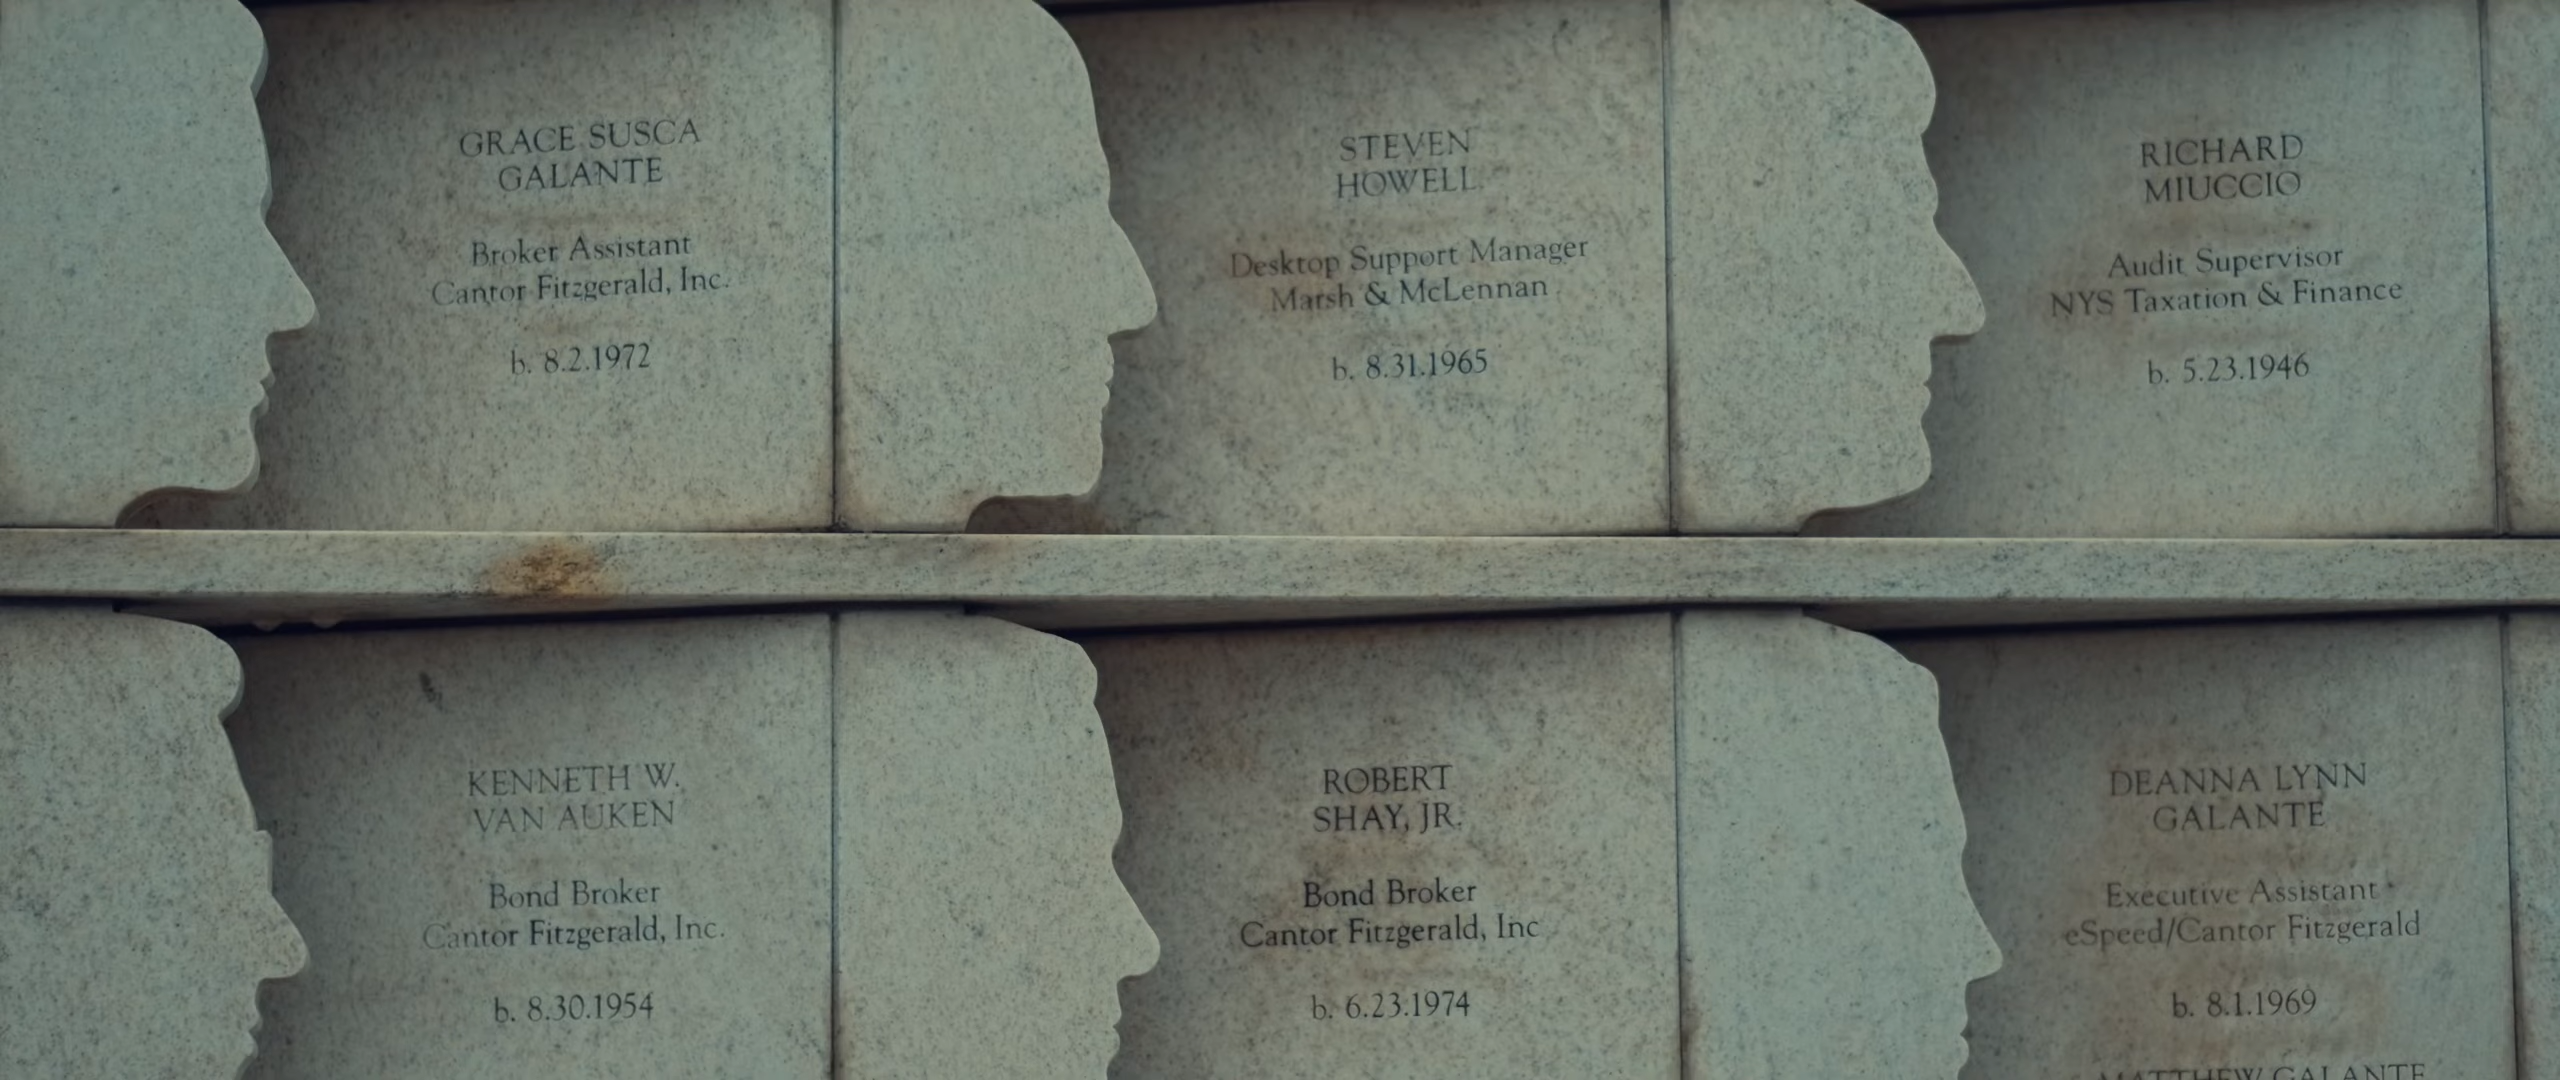 GRACE SUSCA
GALANTE
Broker Assistant
Cantor Fitzgerald, Inc.
b. 8.2.1972
STEVEN
HOWELL
Desktop Support Manager
Marsh & McLennan
b. 8.31.1965
RICHARD
MIUCCIO
Audit Supervisor
NYS Taxation & Finance
b. 5.23.1946
KENNETH W.
VAN AUKEN
Bond Broker
Cantor Fitzgerald, Inc.
b. 8.30.1954
ROBERT
SHAY, JR.
Bond Broker
Cantor Fitzgerald, Inc
b. 6.23.1974
DEANNA LYNN
GALANTE
Executive Assistant
eSpeed/Cantor Fitzgerald
b. 8.1.1969
MATTHEW GALANTE